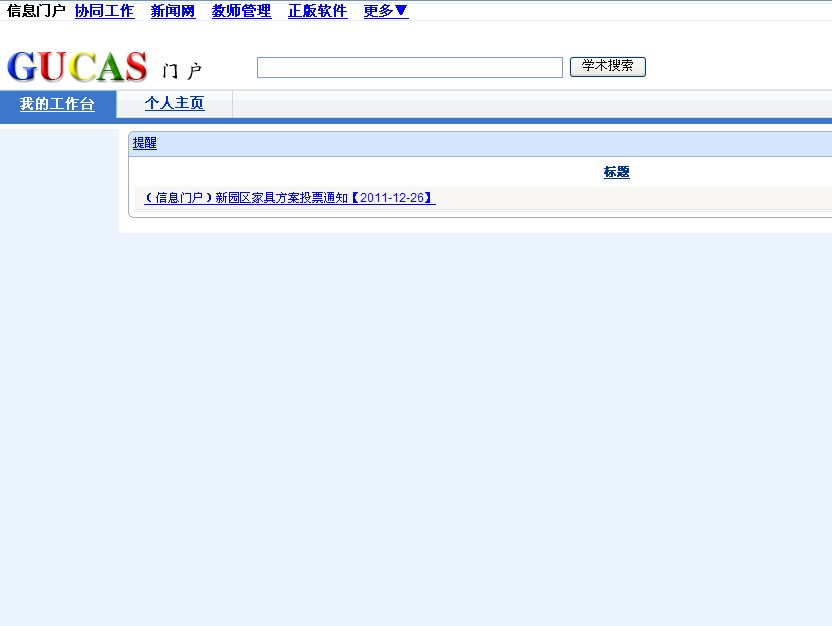 信息门户 协同工作 新闻网 教师管理 正版软件 更多▼
GUCAS 门户 学术搜索
我的工作台 个人主页
提醒
标题
（信息门户）新园区家具方案投票通知【2011-12-26】